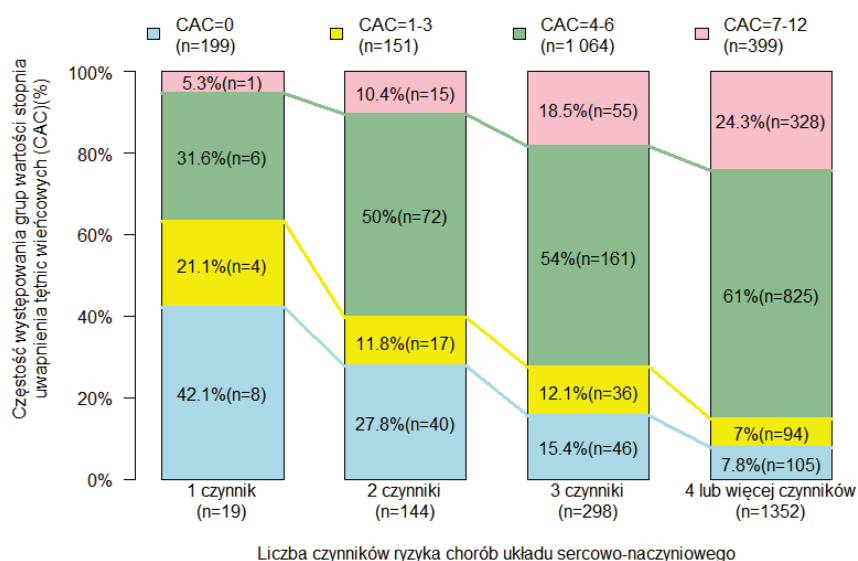 CAC=0
(n=199)
CAC=1-3
(n=151)
CAC=4-6
(n=1 064)
CAC=7-12
(n=399)
Częstość występowania grup wartości stopnia
uwapnienia tętnic wieńcowych (CAC)(%)
100%
80%
60%
40%
20%
0%
5.3%(n=1)
31.6%(n=6)
21.1%(n=4)
42.1%(n=8)
10.4%(n=15)
50%(n=72)
11.8%(n=17)
27.8%(n=40)
18.5%(n=55)
54%(n=161)
12.1%(n=36)
15.4%(n=46)
24.3%(n=328)
61%(n=825)
7%(n=94)
7.8%(n=105)
1 czynnik
(n=19)
2 czynniki
(n=144)
3 czynniki
(n=298)
4 lub więcej czynników
(n=1352)
Liczba czynników ryzyka chorób układu sercowo-naczyniowego